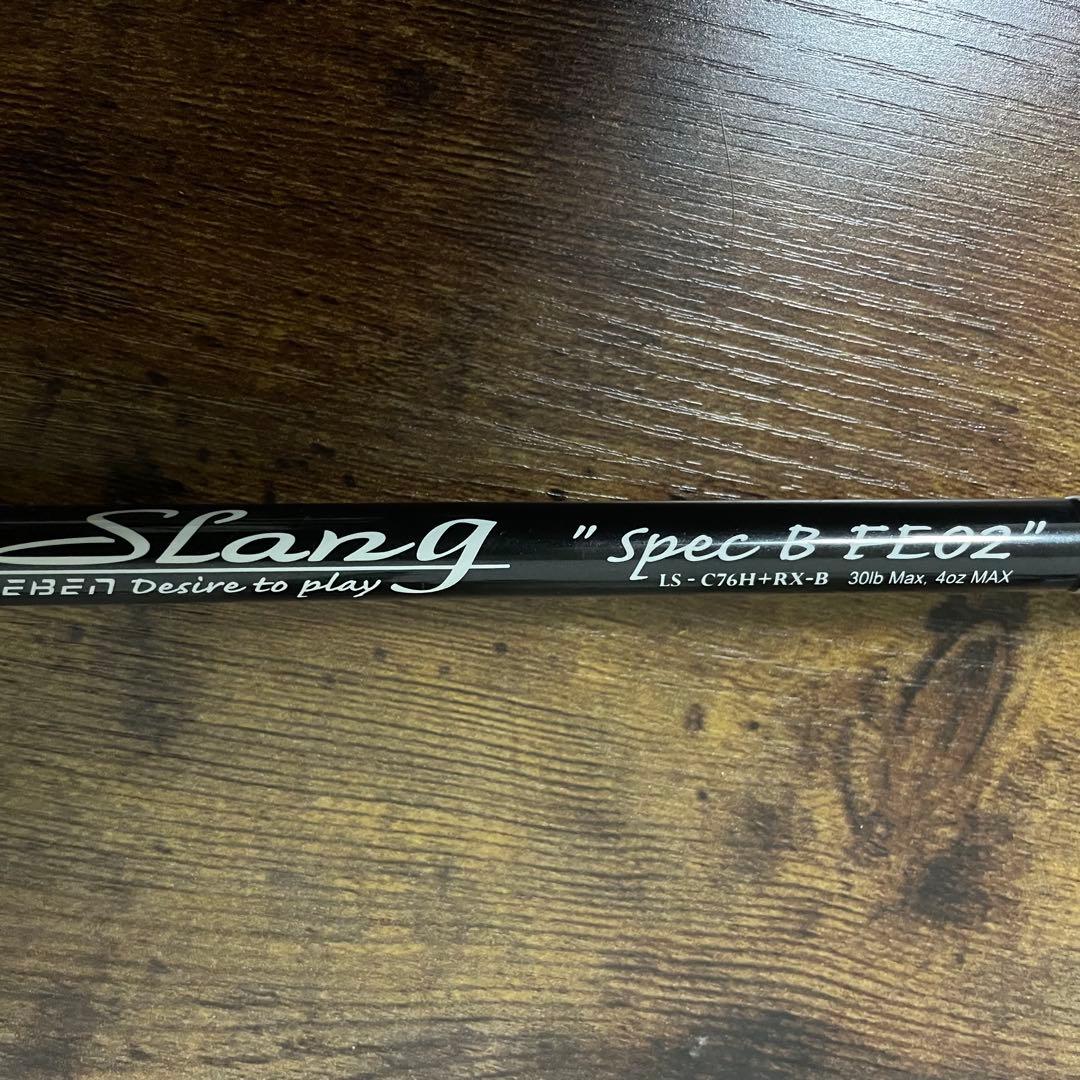 SLang "Spec B FE02"
EBEN Desire to play LS - C76H+RX-B 30lb Max, 4oz MAX